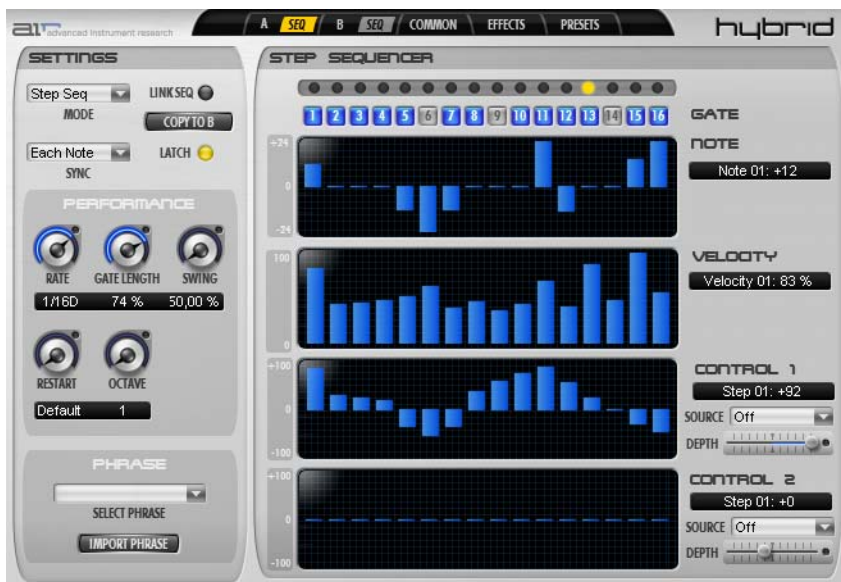 A SEQ B SEQ COMMON EFFECTS PRESETS
air advanced instrument research
hybrid
SETTINGS
Step Seq
LINK SEQ
MODE
COPY TO B
Each Note
LATCH
SYNC
PERFORMANCE
RATE GATE LENGTH SWING
1/16D 74 % 50,00 %
RESTART OCTAVE
Default 1
PHRASE
SELECT PHRASE
IMPORT PHRASE
STEP SEQUENCER
1 2 3 4 5 6 7 8 9 10 11 12 13 14 15 16
GATE
NOTE
+24
0
-24
Note 01: +12
VELOCITY
100
0
Velocity 01: 83 %
CONTROL 1
+100
0
-100
Step 01: +92
SOURCE Off
DEPTH
CONTROL 2
+100
0
-100
Step 01: +0
SOURCE Off
DEPTH